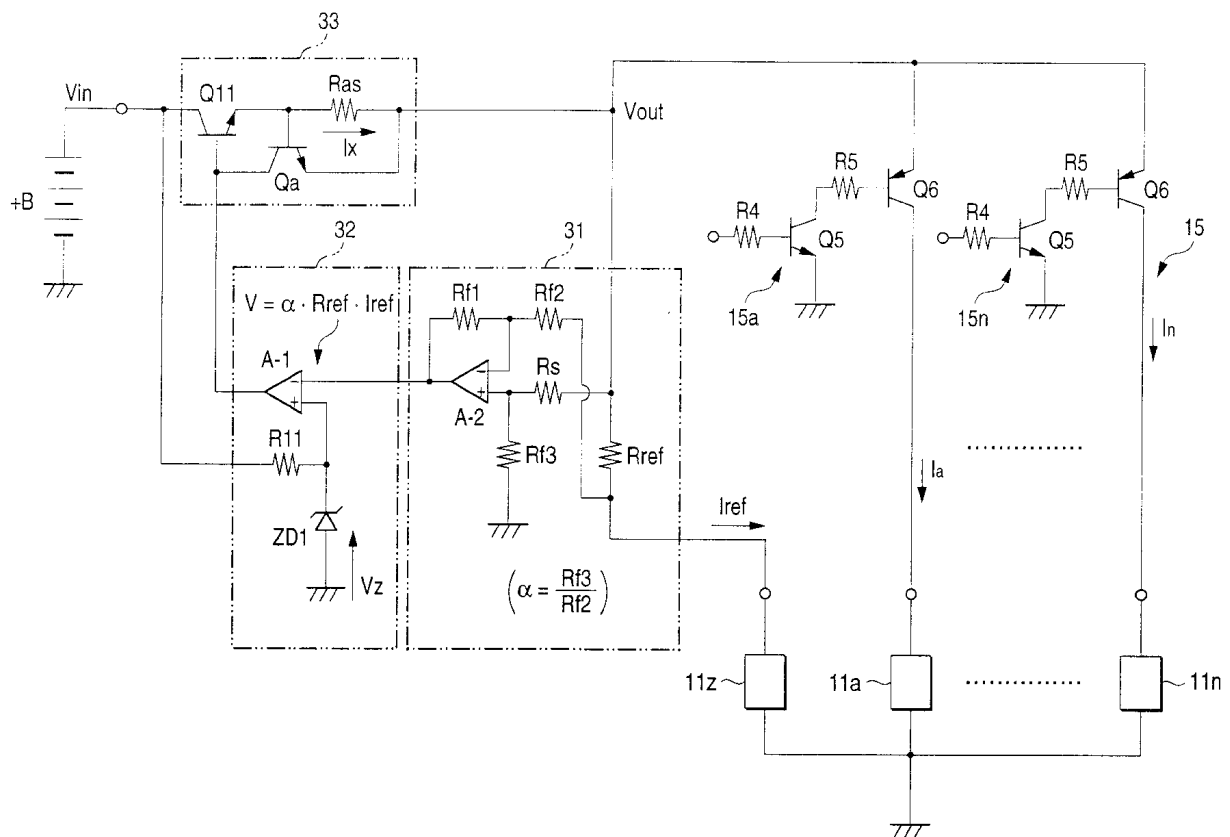 33
Vin
Q11
Ras
Ix
Qa
+B
Vout
R5
Q6
R4
Q5
15a
R5
Q6
R4
Q5
15n
15
In
32
31
V = α · Rref · Iref
Rf1
Rf2
A-1
-
+
A-2
-
+
Rs
R11
Rf3
Rref
Ia
Iref
ZD1
Vz
(α = Rf3
Rf2)
11z
11a
11n